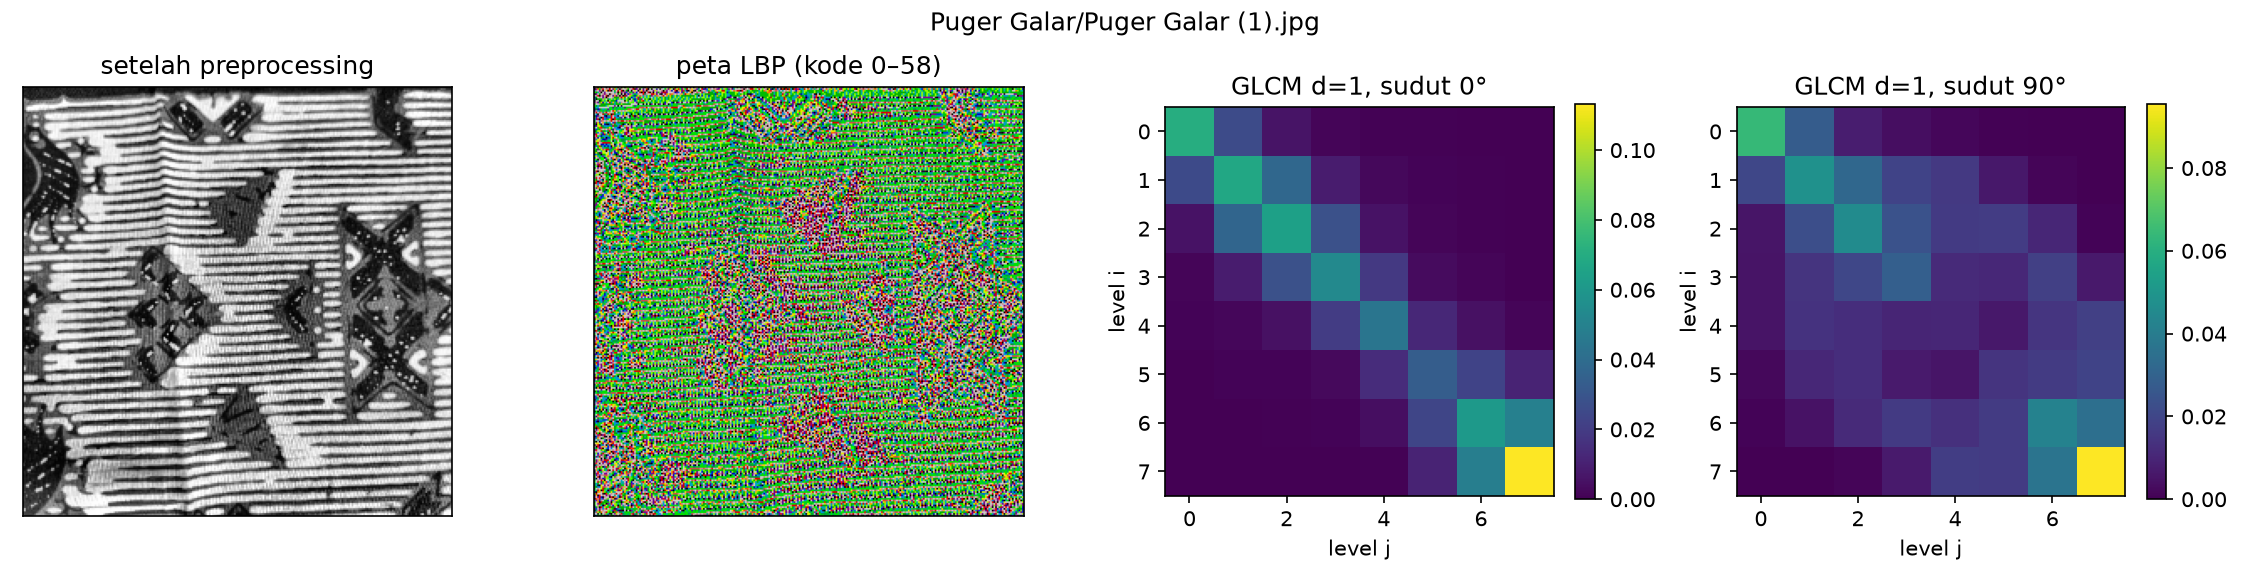 Puger Galar/Puger Galar (1).jpg
setelah preprocessing
peta LBP (kode 0–58)
GLCM d=1, sudut 0°
level i
0
1
2
3
4
5
6
7
0 2 4 6
level j
0.10
0.08
0.06
0.04
0.02
0.00
GLCM d=1, sudut 90°
level i
0
1
2
3
4
5
6
7
0 2 4 6
level j
0.08
0.06
0.04
0.02
0.00